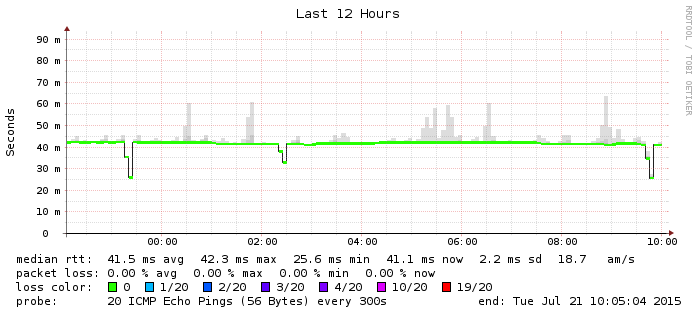 Last 12 Hours
RRDTOOL / TOBI OETIKER
Seconds
90 m
80 m
70 m
60 m
50 m
40 m
30 m
20 m
10 m
0
00:00 02:00 04:00 06:00 08:00 10:00
median rtt: 41.5 ms avg 42.3 ms max 25.6 ms min 41.1 ms now 2.2 ms sd 18.7 am/s
packet loss: 0.00 % avg 0.00 % max 0.00 % min 0.00 % now
loss color: 0 1/20 2/20 3/20 4/20 10/20 19/20
probe: 20 ICMP Echo Pings (56 Bytes) every 300s end: Tue Jul 21 10:05:04 2015